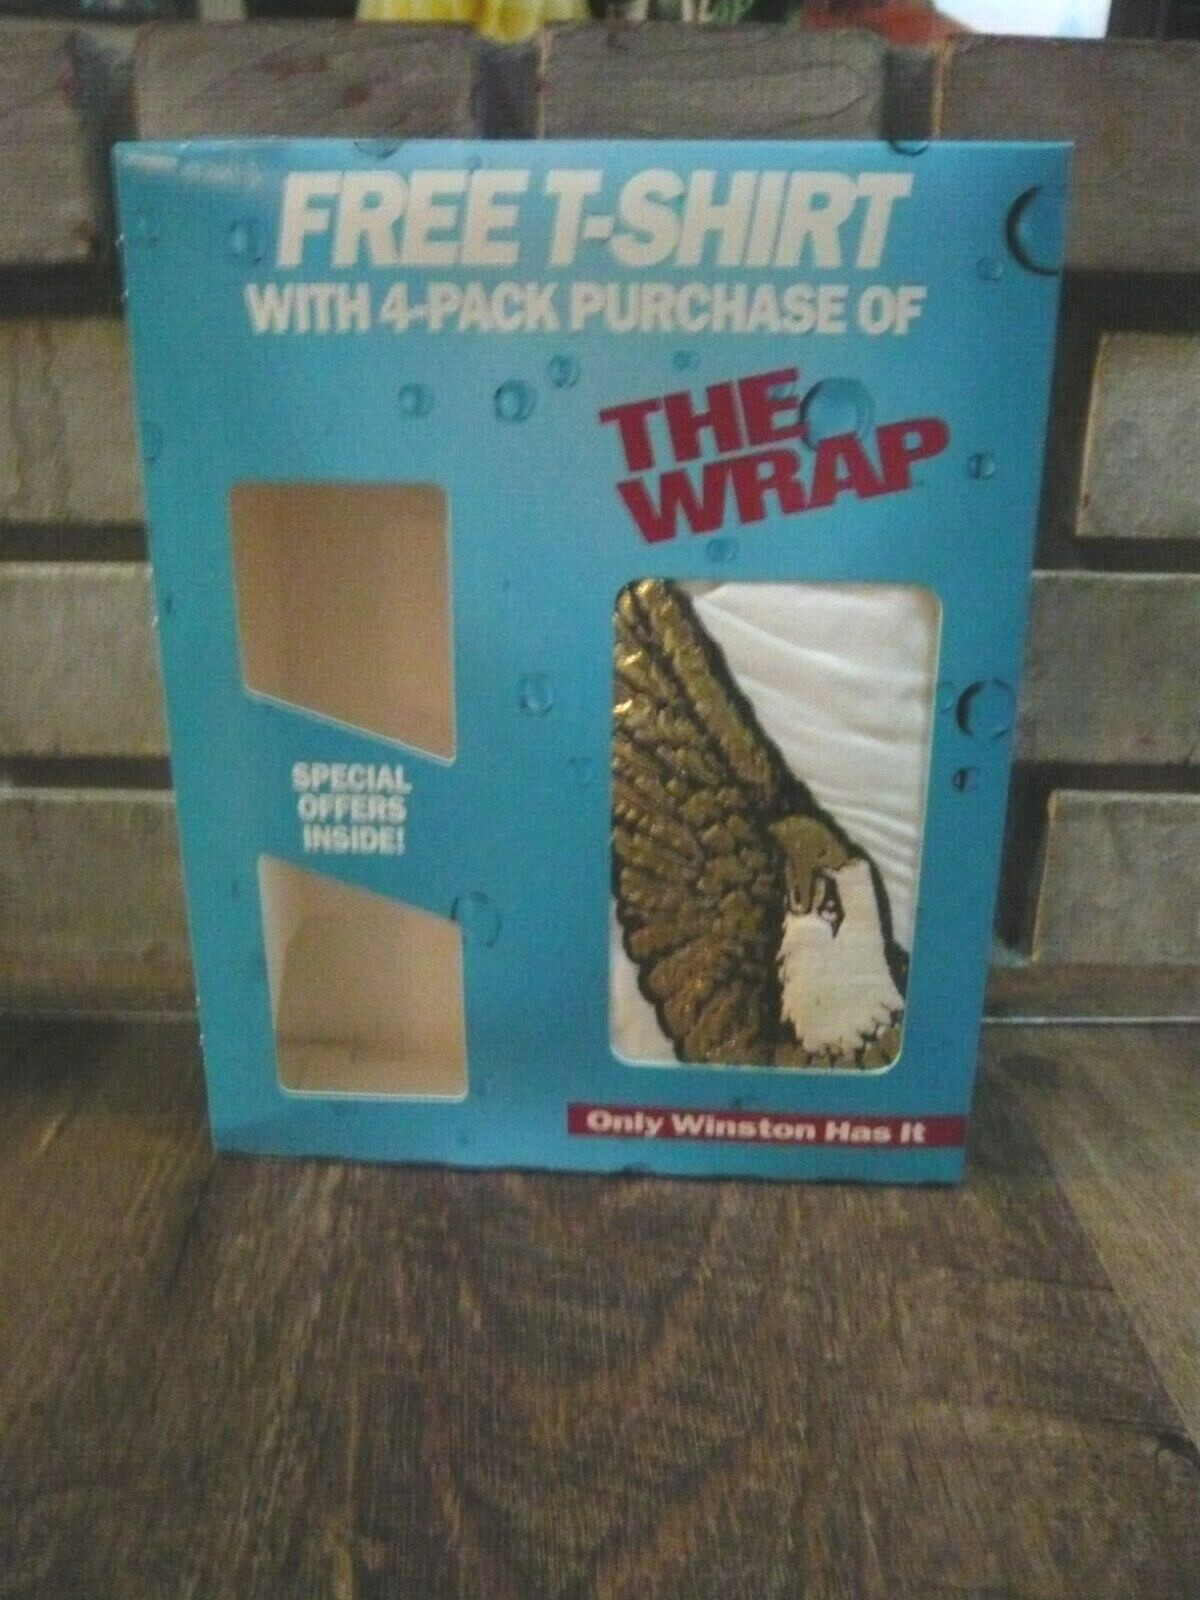 FREE T-SHIRT
WITH 4-PACK PURCHASE OF
THE
WRAP
SPECIAL
OFFERS
INSIDE!
Only Winston Has It